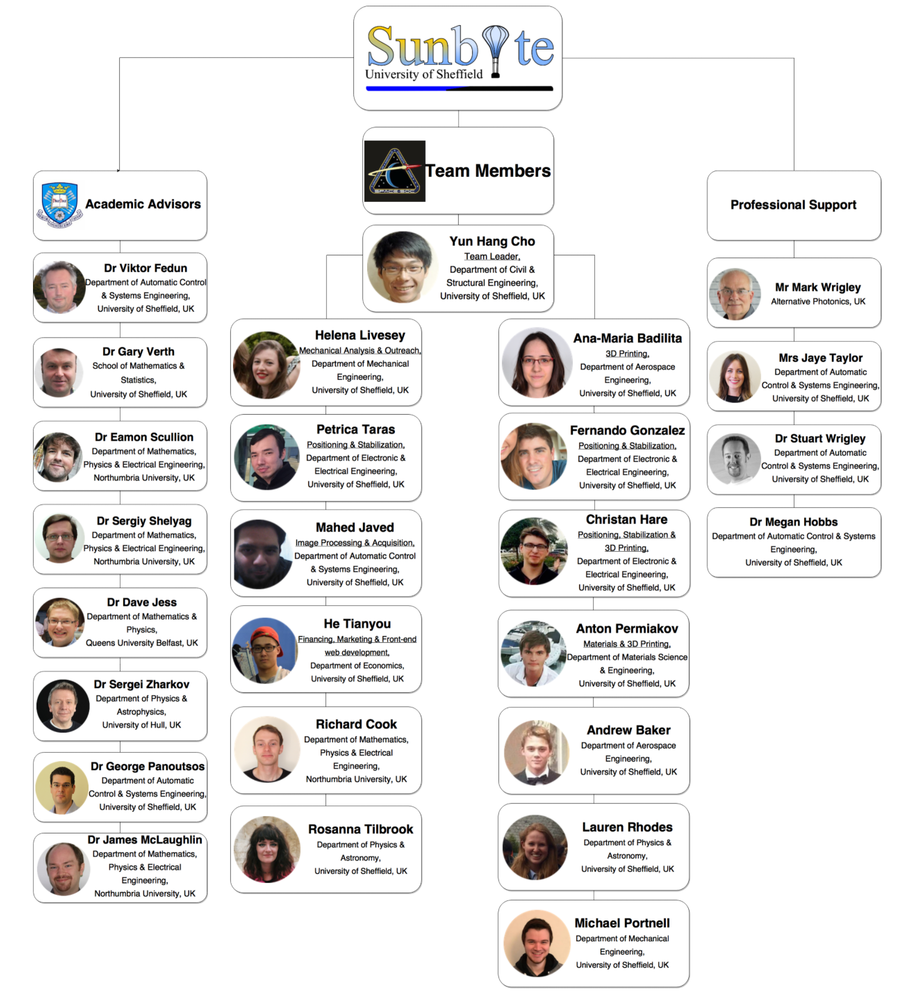 Sunbyte
University of Sheffield
SPACE SOC
Team Members
Academic Advisors
Professional Support
Yun Hang Cho
Team Leader,
Department of Civil &
Structural Engineering,
University of Sheffield, UK
Dr Viktor Fedun
Department of Automatic Control
& Systems Engineering,
University of Sheffield, UK
Dr Gary Verth
School of Mathematics &
Statistics,
University of Sheffield, UK
Dr Eamon Scullion
Department of Mathematics,
Physics & Electrical Engineering,
Northumbria University, UK
Dr Sergiy Shelyag
Department of Mathematics,
Physics & Electrical Engineering,
Northumbria University, UK
Dr Dave Jess
Department of Mathematics &
Physics,
Queens University Belfast, UK
Dr Sergei Zharkov
Department of Physics &
Astrophysics,
University of Hull, UK
Dr George Panoutsos
Department of Automatic
Control & Systems Engineering,
University of Sheffield, UK
Dr James McLaughlin
Department of Mathematics,
Physics & Electrical
Engineering,
Northumbria University, UK
Helena Livesey
Mechanical Analysis & Outreach,
Department of Mechanical
Engineering,
University of Sheffield, UK
Petrica Taras
Positioning & Stabilization,
Department of Electronic &
Electrical Engineering,
University of Sheffield, UK
Mahed Javed
Image Processing & Acquisition,
Department of Automatic Control
& Systems Engineering,
University of Sheffield, UK
He Tianyou
Financing, Marketing & Front-end
web development,
Department of Economics,
University of Sheffield, UK
Richard Cook
Department of Mathematics,
Physics & Electrical
Engineering,
Northumbria University, UK
Rosanna Tilbrook
Department of Physics &
Astronomy,
University of Sheffield, UK
Ana-Maria Badilita
3D Printing,
Department of Aerospace
Engineering,
University of Sheffield, UK
Fernando Gonzalez
Positioning & Stabilization,
Department of Electronic &
Electrical Engineering,
University of Sheffield, UK
Christan Hare
Positioning, Stabilization &
3D Printing,
Department of Electronic &
Electrical Engineering,
University of Sheffield, UK
Anton Permiakov
Materials & 3D Printing,
Department of Materials Science
& Engineering,
University of Sheffield, UK
Andrew Baker
Department of Aerospace
Engineering,
University of Sheffield, UK
Lauren Rhodes
Department of Physics &
Astronomy,
University of Sheffield, UK
Michael Portnell
Department of Mechanical
Engineering,
University of Sheffield, UK
Mr Mark Wrigley
Alternative Photonics, UK
Mrs Jaye Taylor
Department of Automatic
Control & Systems Engineering,
University of Sheffield, UK
Dr Stuart Wrigley
Department of Automatic
Control & Systems Engineering,
University of Sheffield, UK
Dr Megan Hobbs
Department of Automatic Control & Systems
Engineering,
University of Sheffield, UK